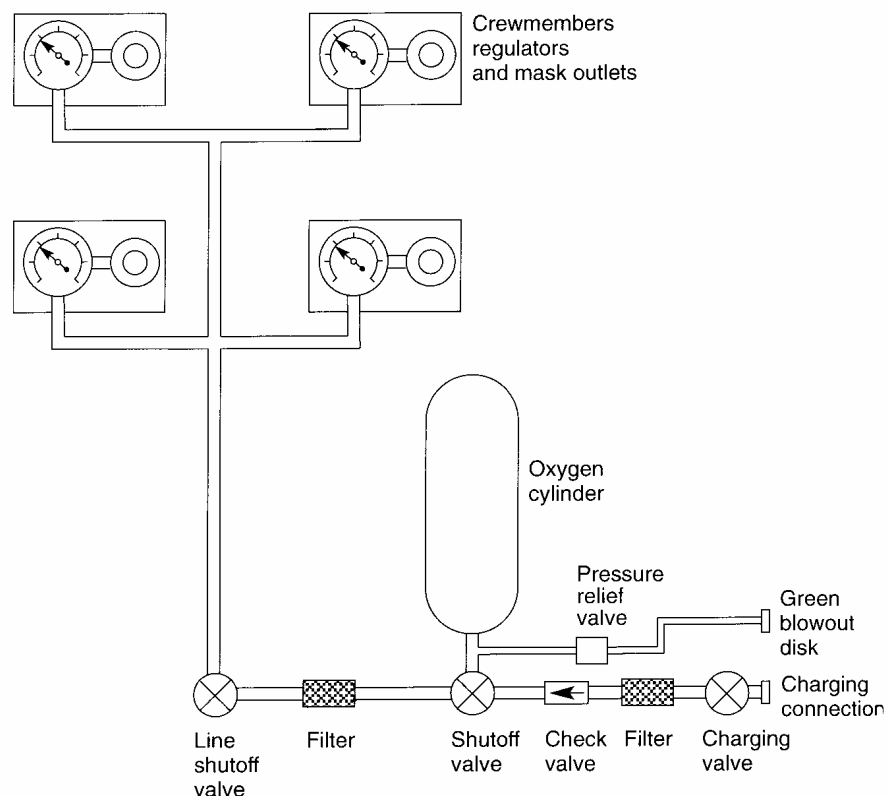 Crewmembers
regulators
and mask outlets
Oxygen
cylinder
Pressure
relief
valve
Green
blowout
disk
Charging
connection
Line
shutoff
valve
Filter
Shutoff
valve
Check
valve
Filter
Charging
valve